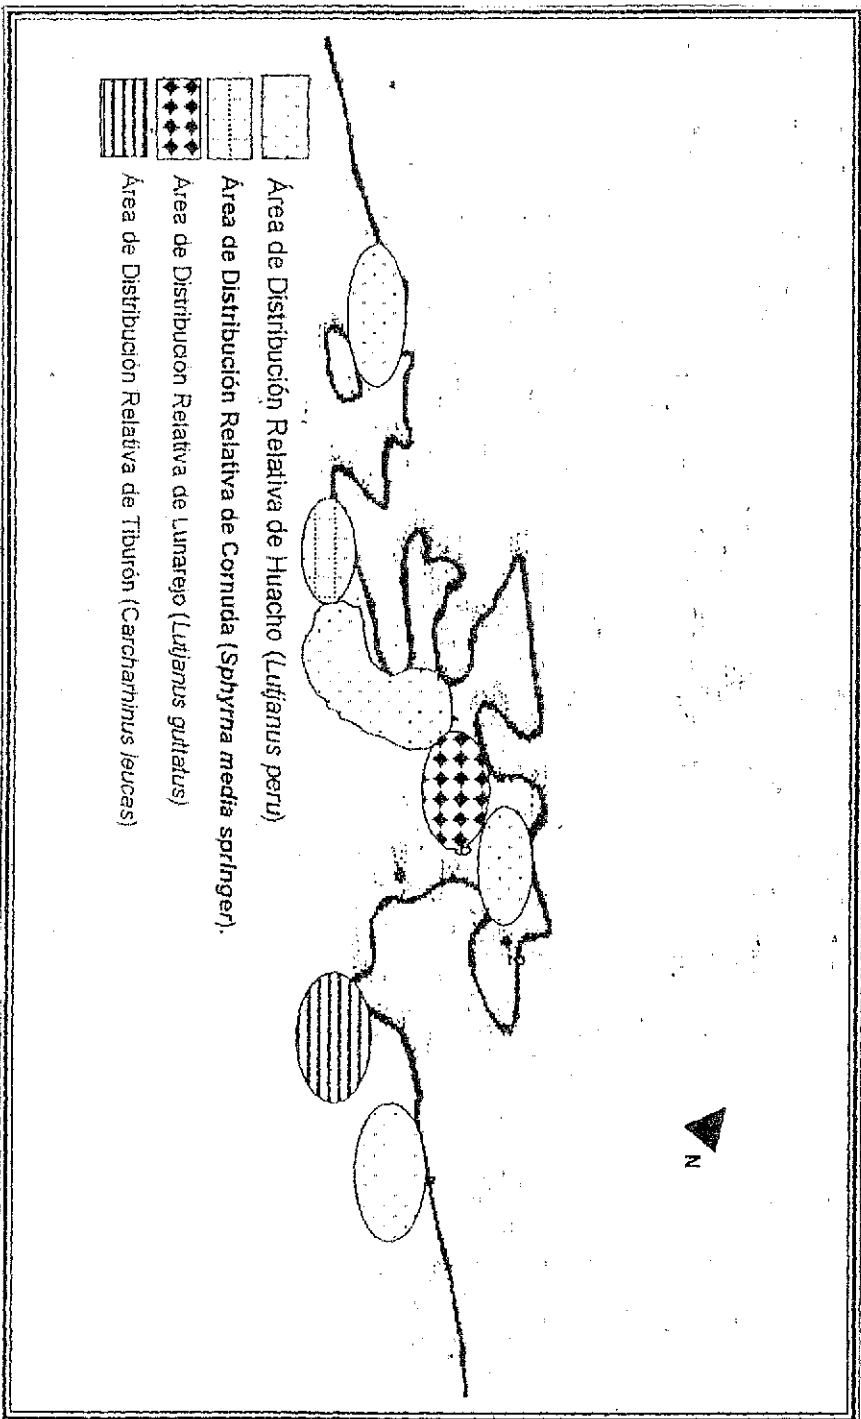 N
Área de Distribución Relativa de Huacho (Lutjanus peru)
Área de Distribución Relativa de Cornuda (Sphyrna media springer).
Área de Distribucion Relativa de Lunarejo (Lutjanus guttatus)
Área de Distribución Relativa de Tiburón (Carcharhinus leucas)